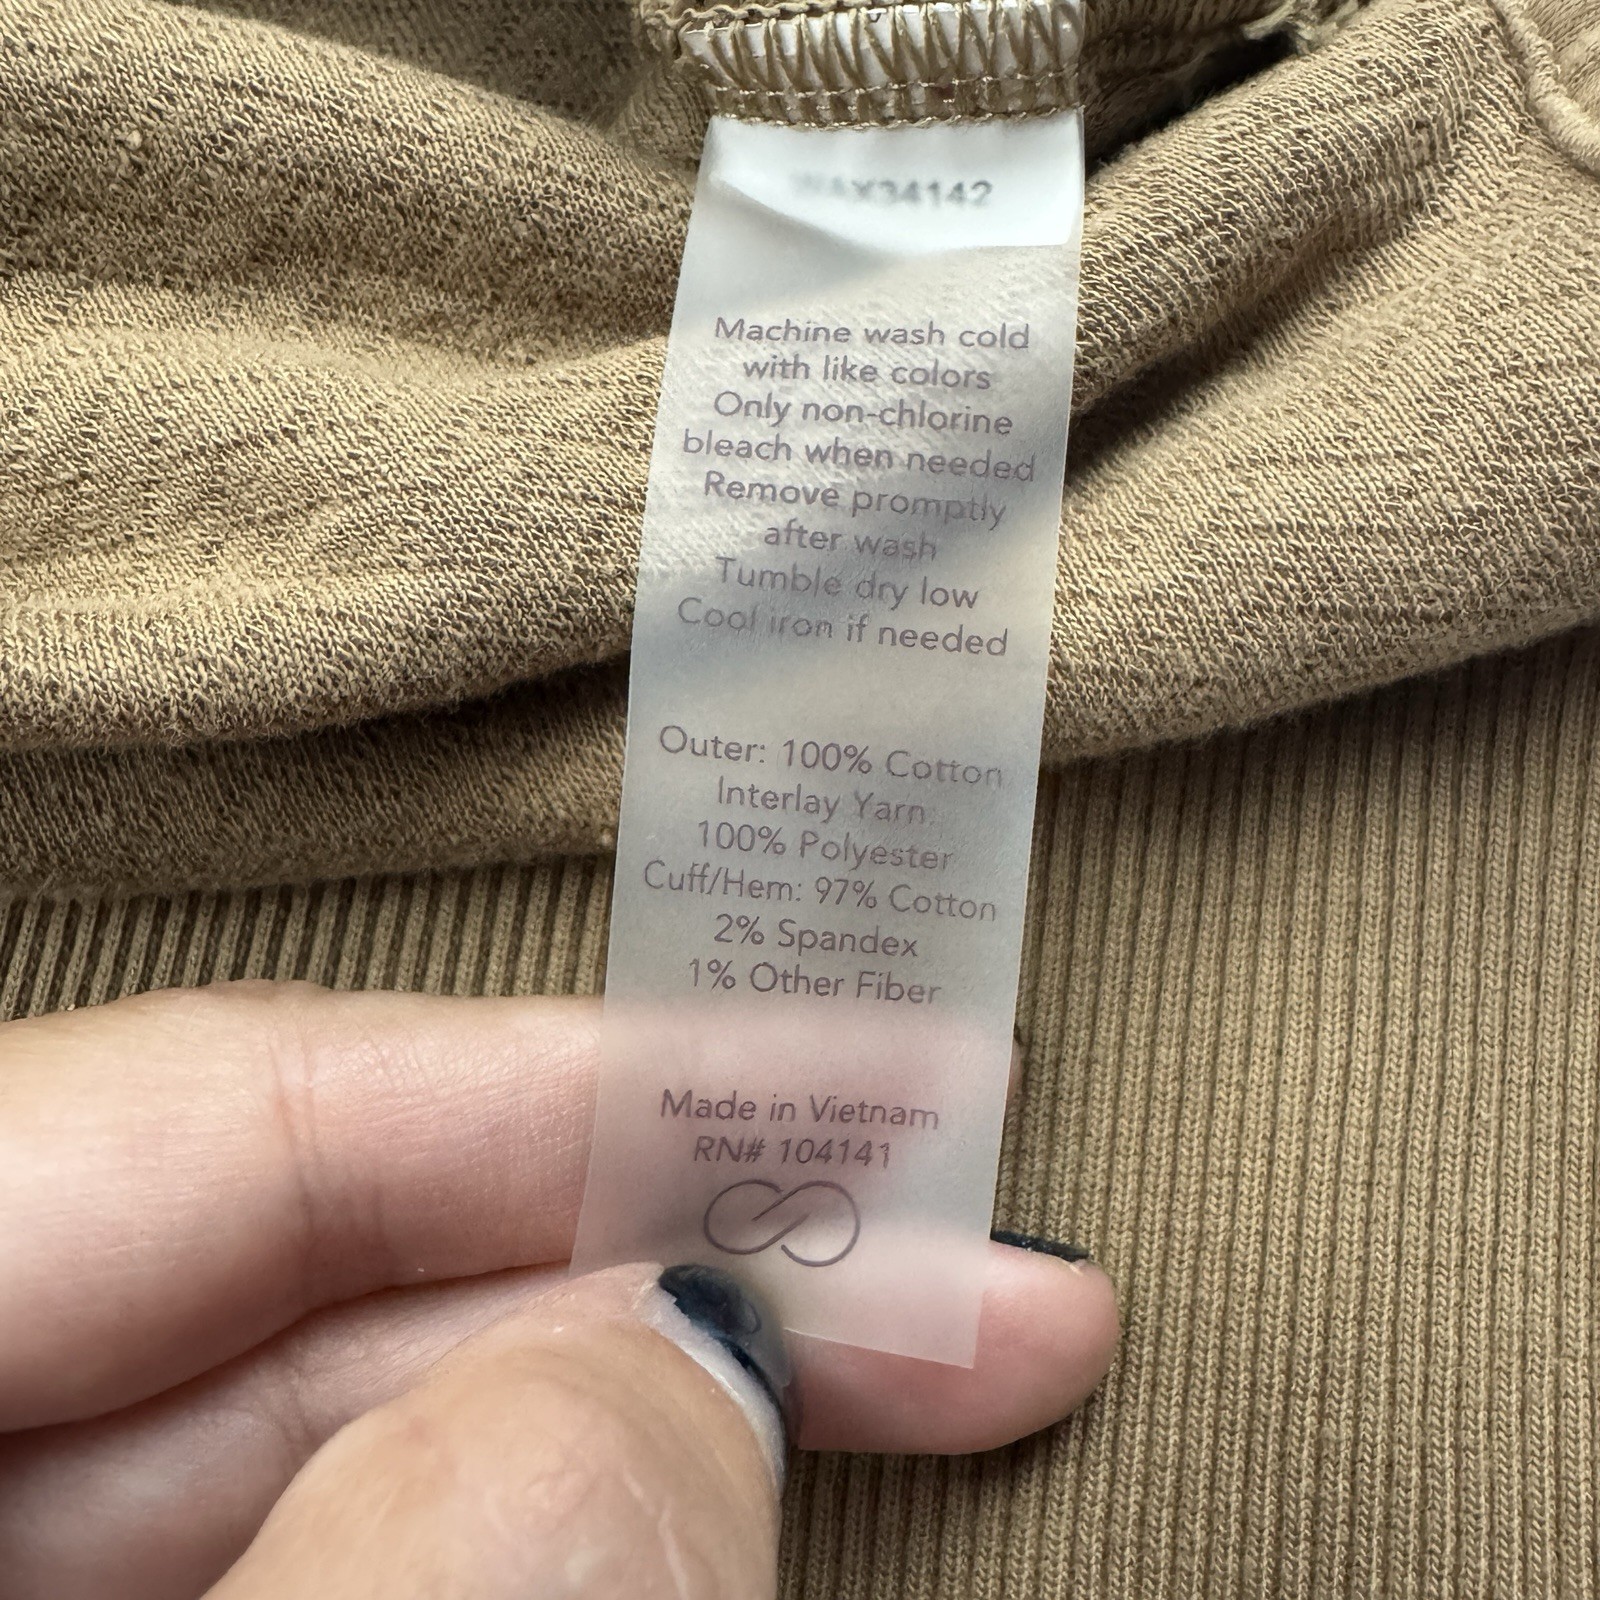 Machine wash cold
with like colors
Only non-chlorine
bleach when needed
Remove promptly
after wash
Tumble dry low
Cool iron if needed
Outer: 100% Cotton
Interlay Yarn:
100% Polyester
Cuff/Hem: 97% Cotton
2% Spandex
1% Other Fiber
Made in Vietnam
RN# 104141